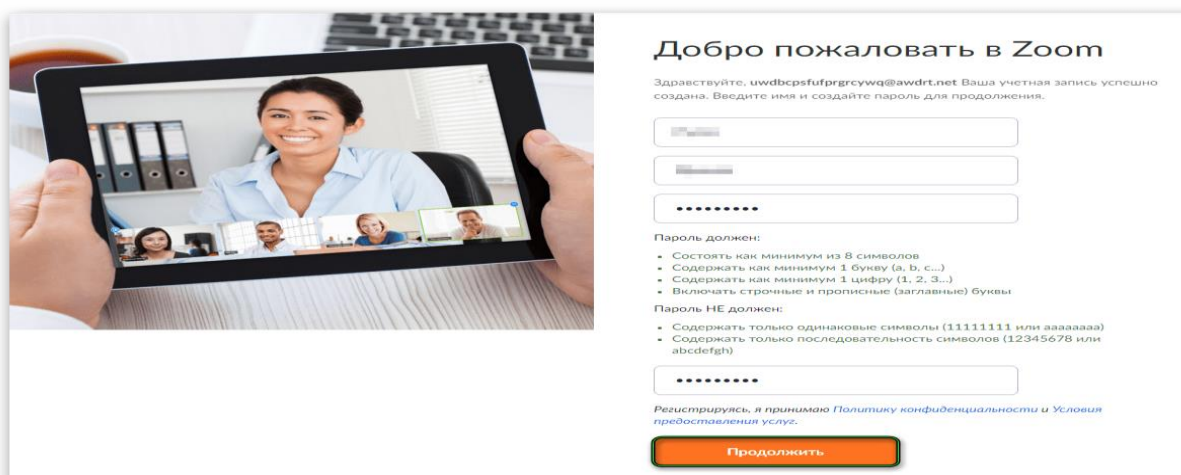 Добро пожаловать в Zoom
Здравствуйте, uwdbcpsfufprgrcywq@awdrt.net Ваша учетная запись успешно
создана. Введите имя и создайте пароль для продолжения.
•••••••••
Пароль должен:
• Состоять как минимум из 8 символов
• Содержать как минимум 1 букву (a, b, c...)
• Содержать как минимум 1 цифру (1, 2, 3...)
• Включать строчные и прописные (заглавные) буквы
Пароль НЕ должен:
• Содержать только одинаковые символы (11111111 или aaaaaaaa)
• Содержать только последовательность символов (12345678 или
abcdefgh)
•••••••••
Регистрируясь, я принимаю Политику конфиденциальности и Условия
предоставления услуг.
Продолжить